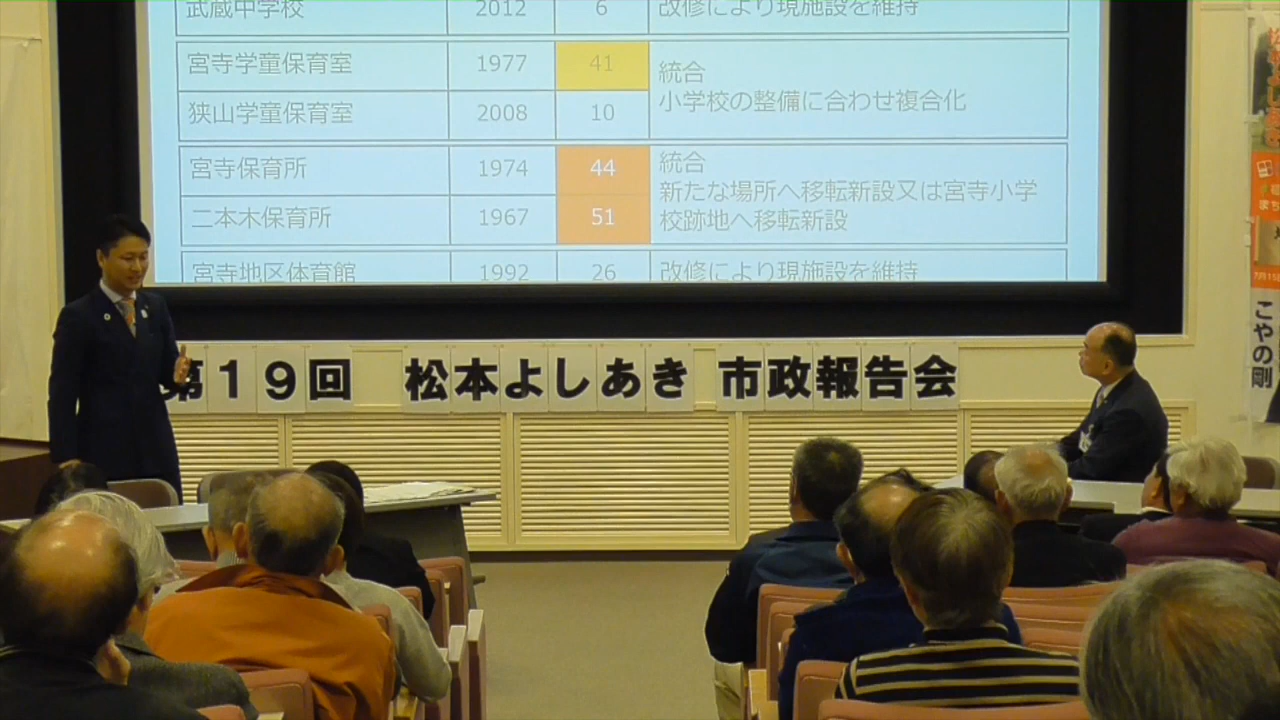 武蔵中学校 2012 6 改修により現施設を維持
宮寺学童保育室 1977 41 統合
小学校の整備に合わせ複合化
狭山学童保育室 2008 10
宮寺保育所 1974 44 統合
新たな場所へ移転新設又は宮寺小学
校跡地へ移転新設
二本木保育所 1967 51
宮寺地区体育館 1992 26 改修により現施設を維持
第19回 松本よしあき 市政報告会
こやの剛